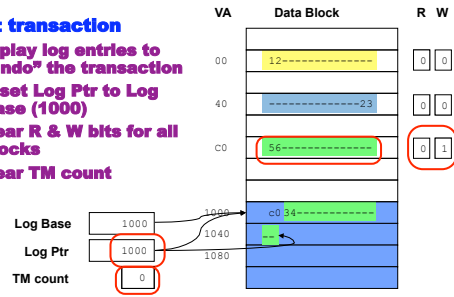 VA Data Block R W
transaction
play log entries to
ndo” the transaction
set Log Ptr to Log
ase (1000)
ear R & W bits for all
ocks
ear TM count
00 12-------------- 0 0
40 --------------23 0 0
C0 56-------------- 0 1
1000 c0 34------------
1040 --
1080
Log Base 1000
Log Ptr 1000
TM count 0